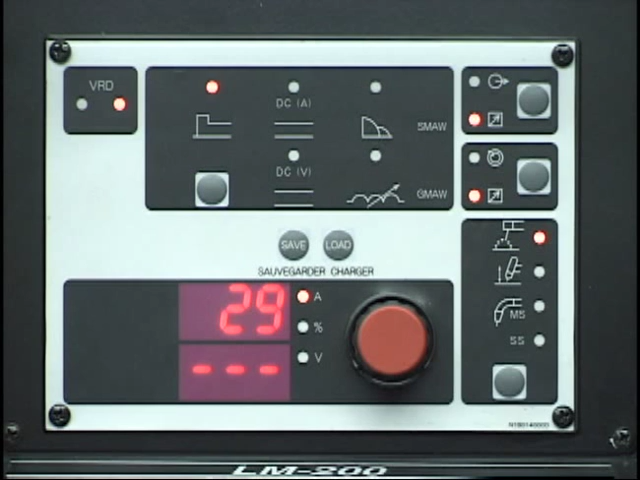 VRD
DC (A)
SMAW
DC (V)
GMAW
SAVE LOAD
SAUVEGARDER CHARGER
29 A
%
--- V
MS
SS
LM-200